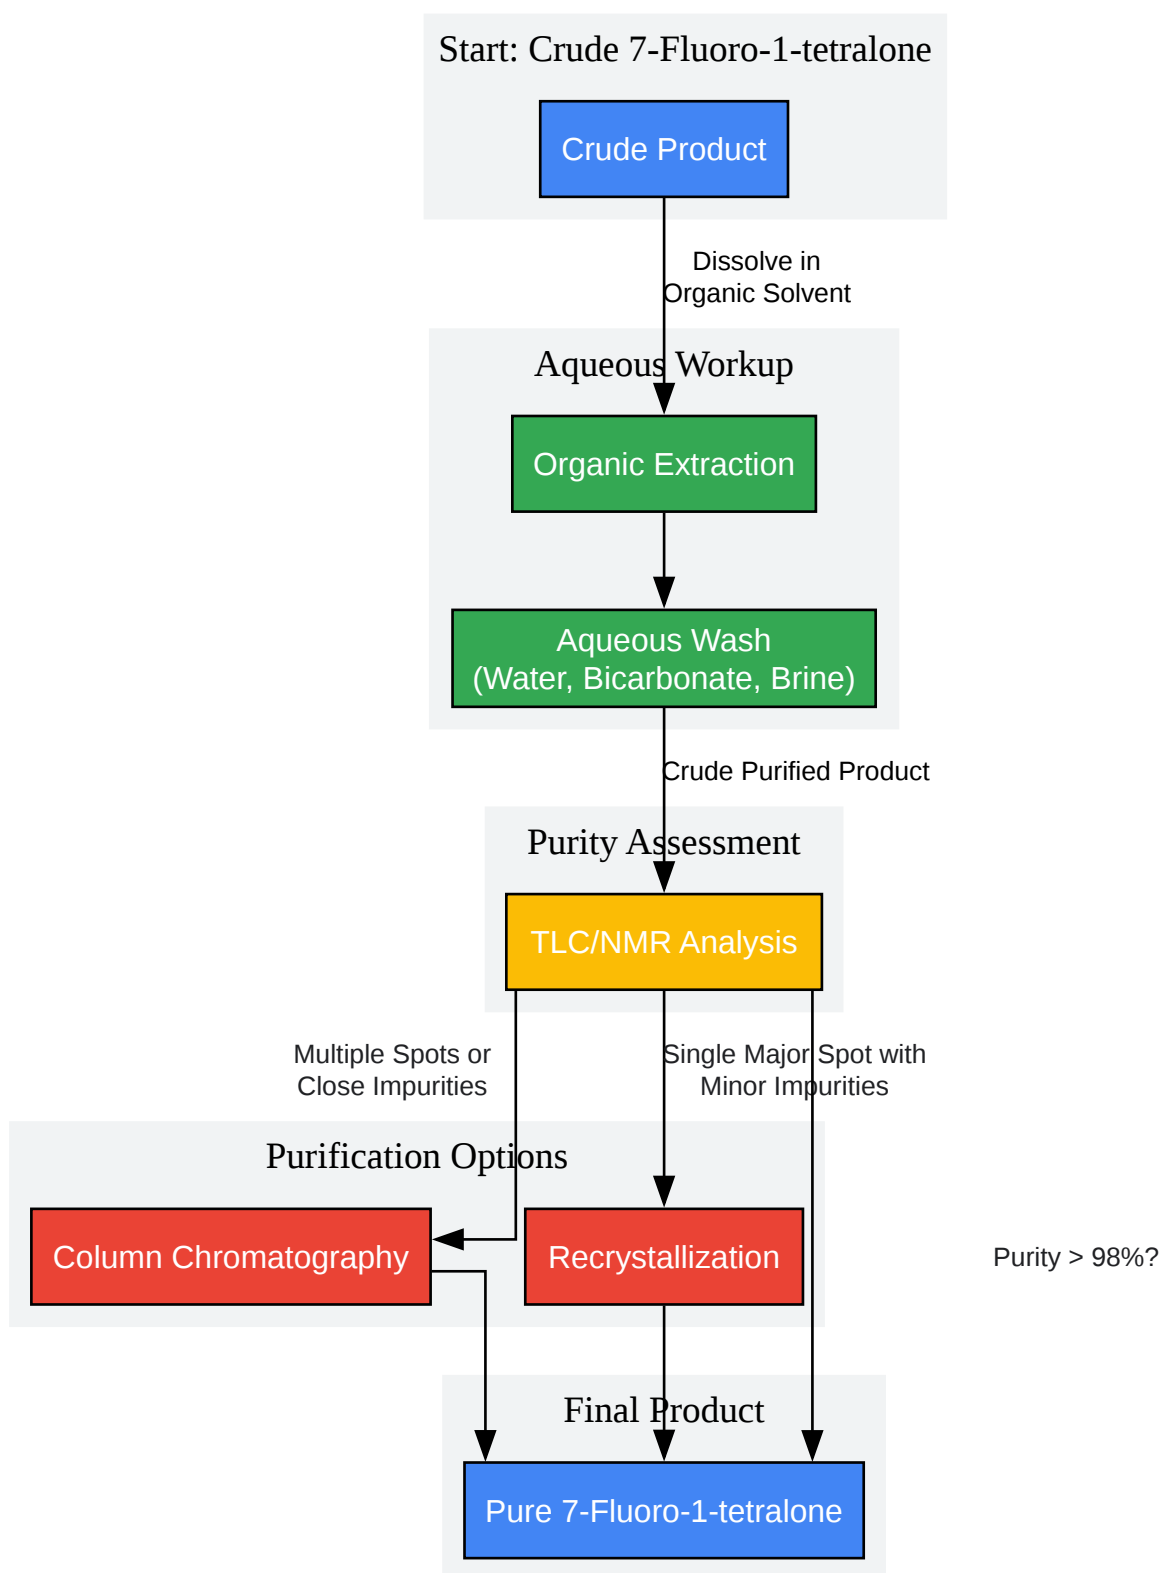 Start: Crude 7-Fluoro-1-tetralone
Crude Product
Dissolve in
Organic Solvent
Aqueous Workup
Organic Extraction
Aqueous Wash
(Water, Bicarbonate, Brine)
Crude Purified Product
Purity Assessment
TLC/NMR Analysis
Multiple Spots or
Close Impurities
Single Major Spot with
Minor Impurities
Purification Options
Column Chromatography
Recrystallization
Purity > 98%?
Final Product
Pure 7-Fluoro-1-tetralone